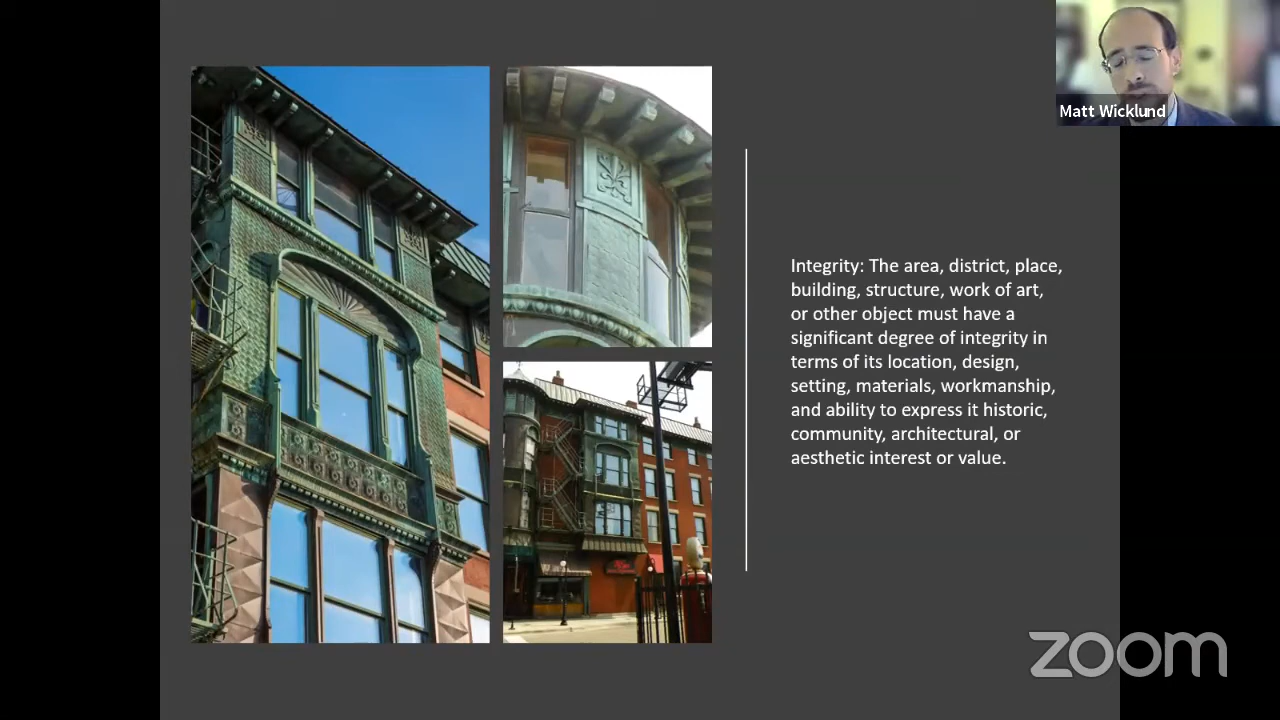 Matt Wicklund
Integrity: The area, district, place,
building, structure, work of art,
or other object must have a
significant degree of integrity in
terms of its location, design,
setting, materials, workmanship,
and ability to express it historic,
community, architectural, or
aesthetic interest or value.
zoom